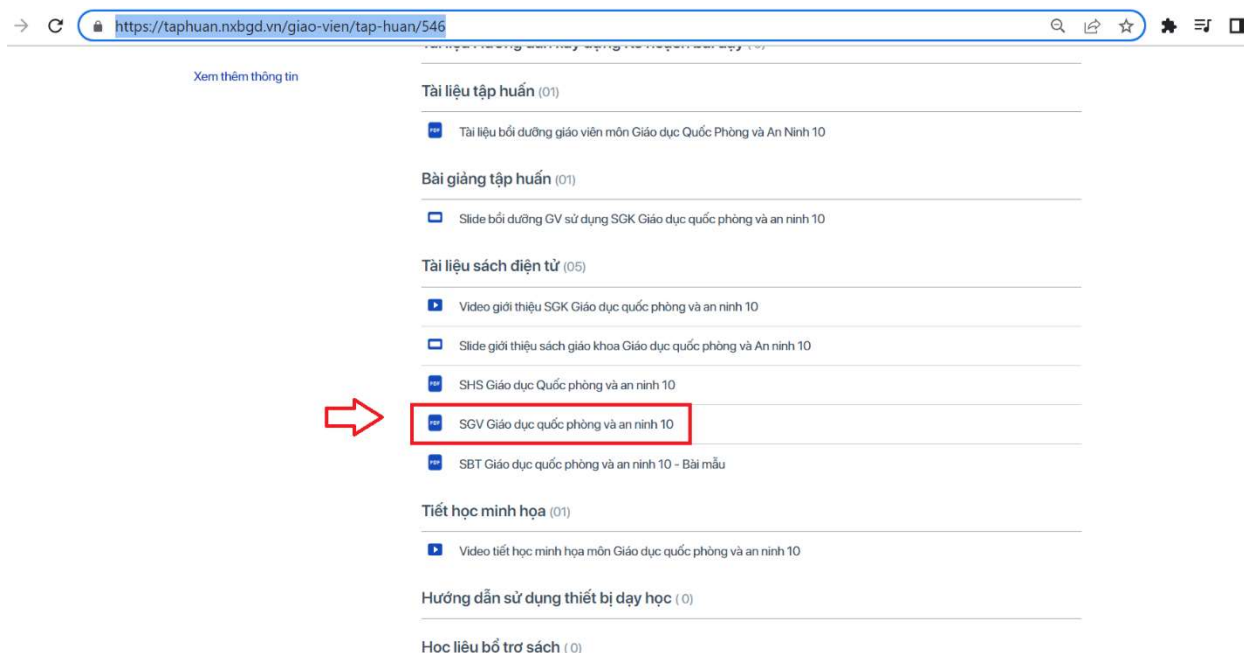 https://taphuan.nxbgd.vn/giao-vien/tap-huan/546
Xem thêm thông tin
Tài liệu tập huấn (01)
PDF Tài liệu bồi dưỡng giáo viên môn Giáo dục Quốc Phòng và An Ninh 10
Bài giảng tập huấn (01)
Slide bồi dưỡng GV sử dụng SGK Giáo dục quốc phòng và an ninh 10
Tài liệu sách điện tử (05)
Video giới thiệu SGK Giáo dục quốc phòng và an ninh 10
Slide giới thiệu sách giáo khoa Giáo dục quốc phòng và An ninh 10
PDF SHS Giáo dục Quốc phòng và an ninh 10
PDF SGV Giáo dục quốc phòng và an ninh 10
PDF SBT Giáo dục quốc phòng và an ninh 10 - Bài mẫu
Tiết học minh họa (01)
Video tiết học minh họa môn Giáo dục quốc phòng và an ninh 10
Hướng dẫn sử dụng thiết bị dạy học ( 0)
Học liệu bổ trợ sách ( 0)